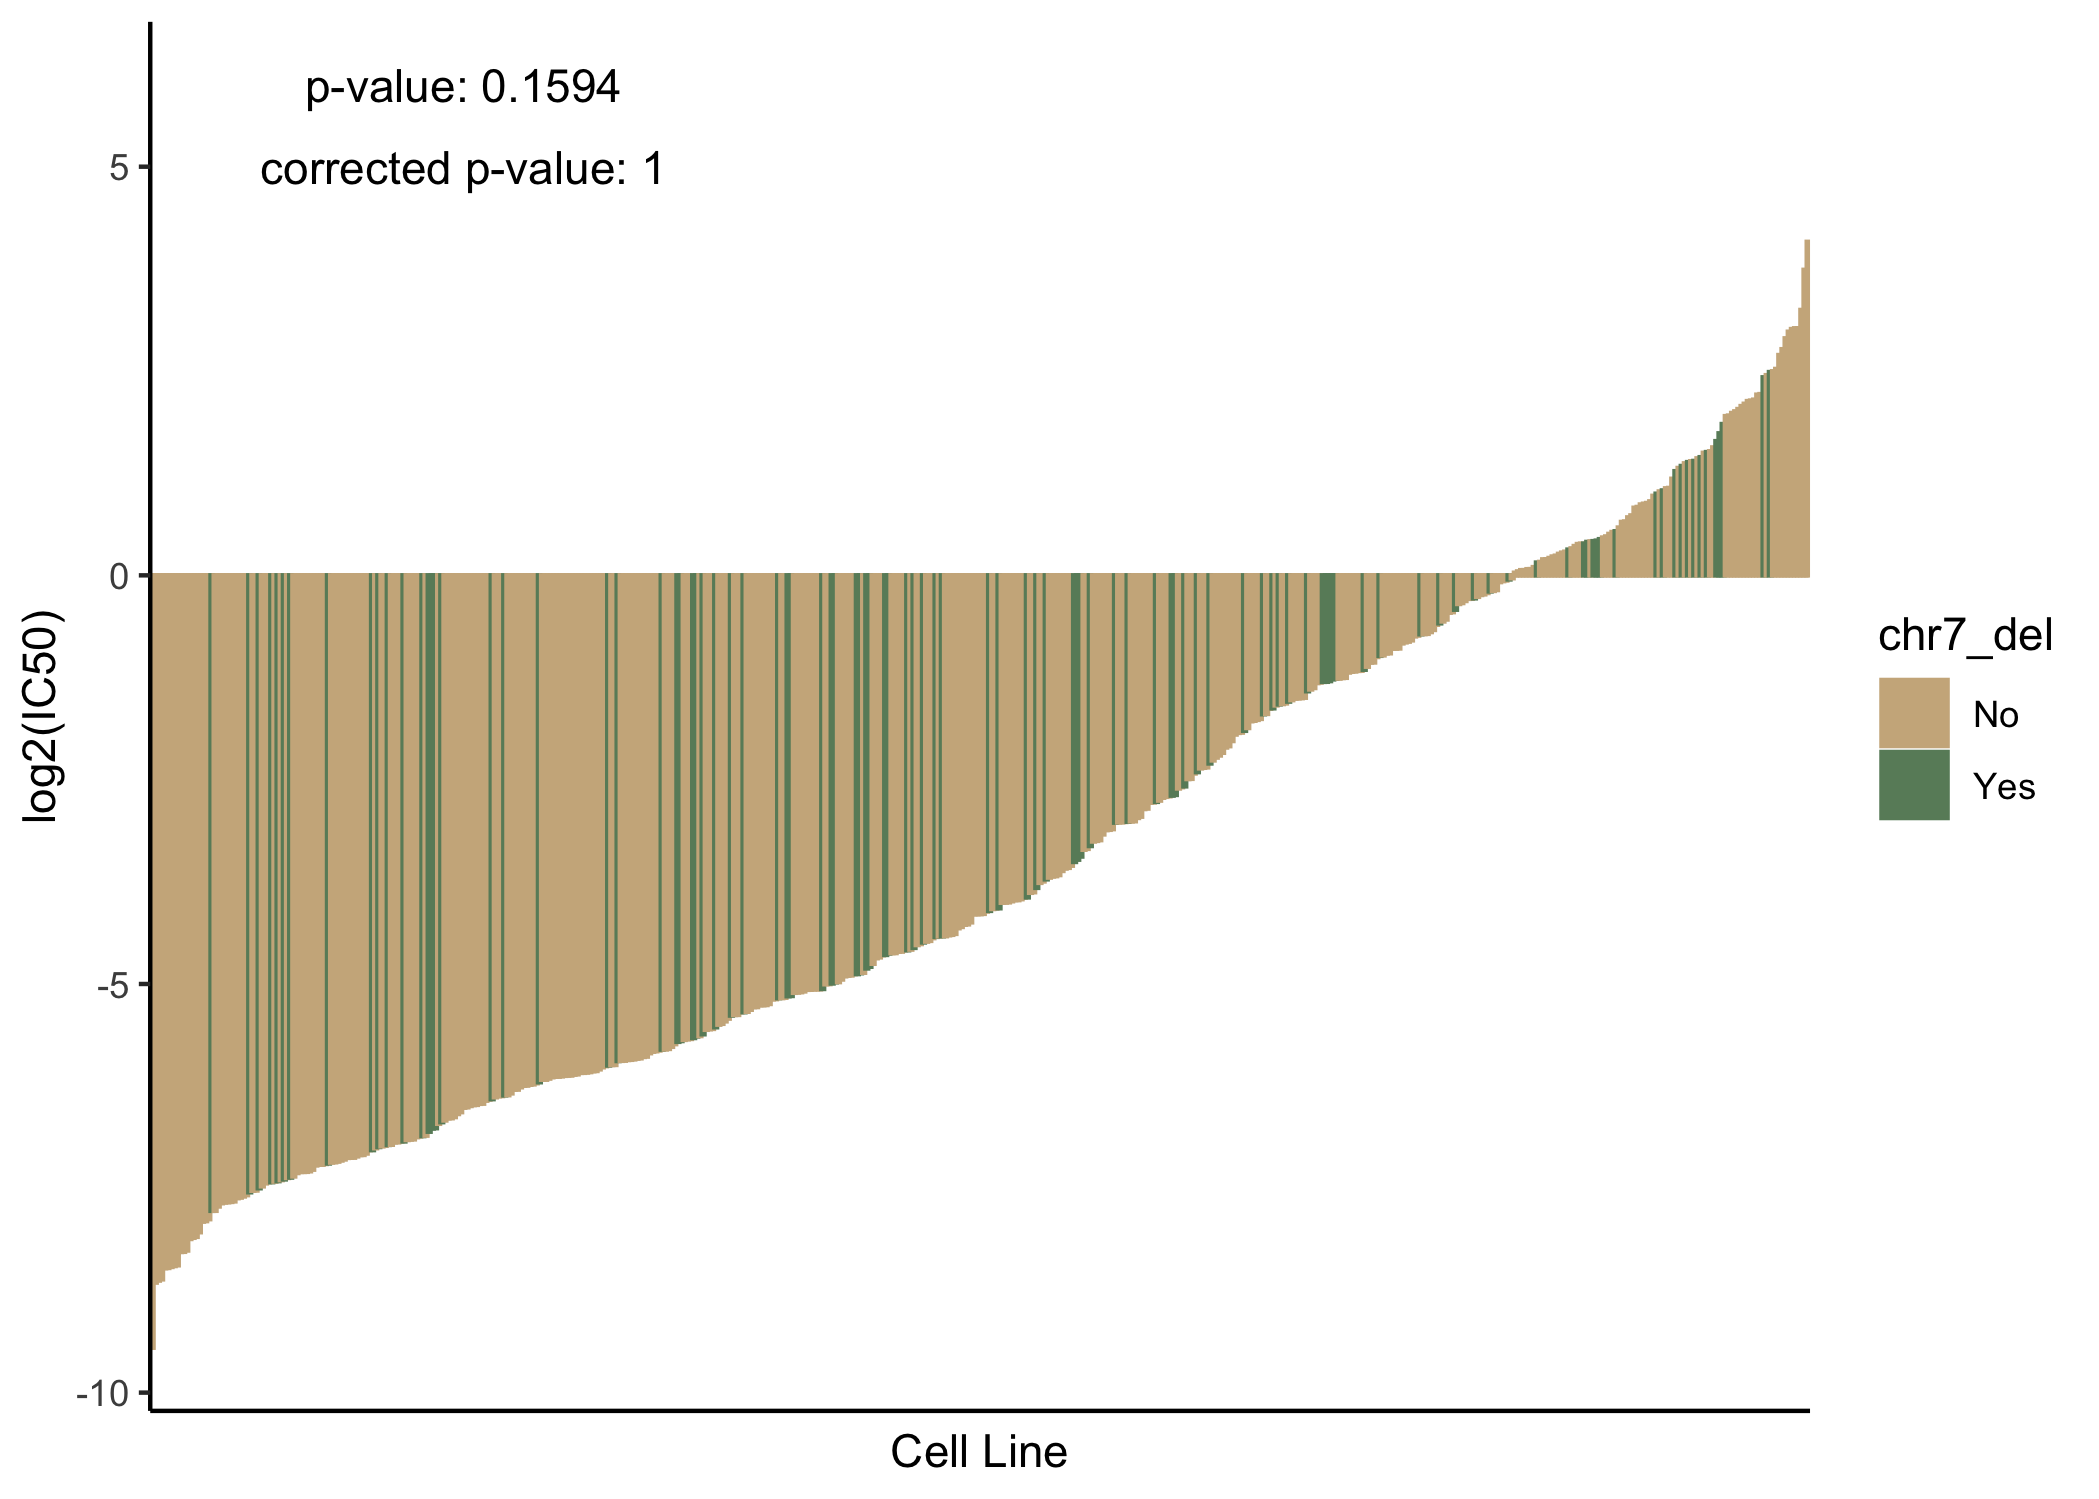 p-value: 0.1594
corrected p-value: 1
5
0
-5
-10
log2(IC50)
Cell Line
chr7_del
No
Yes